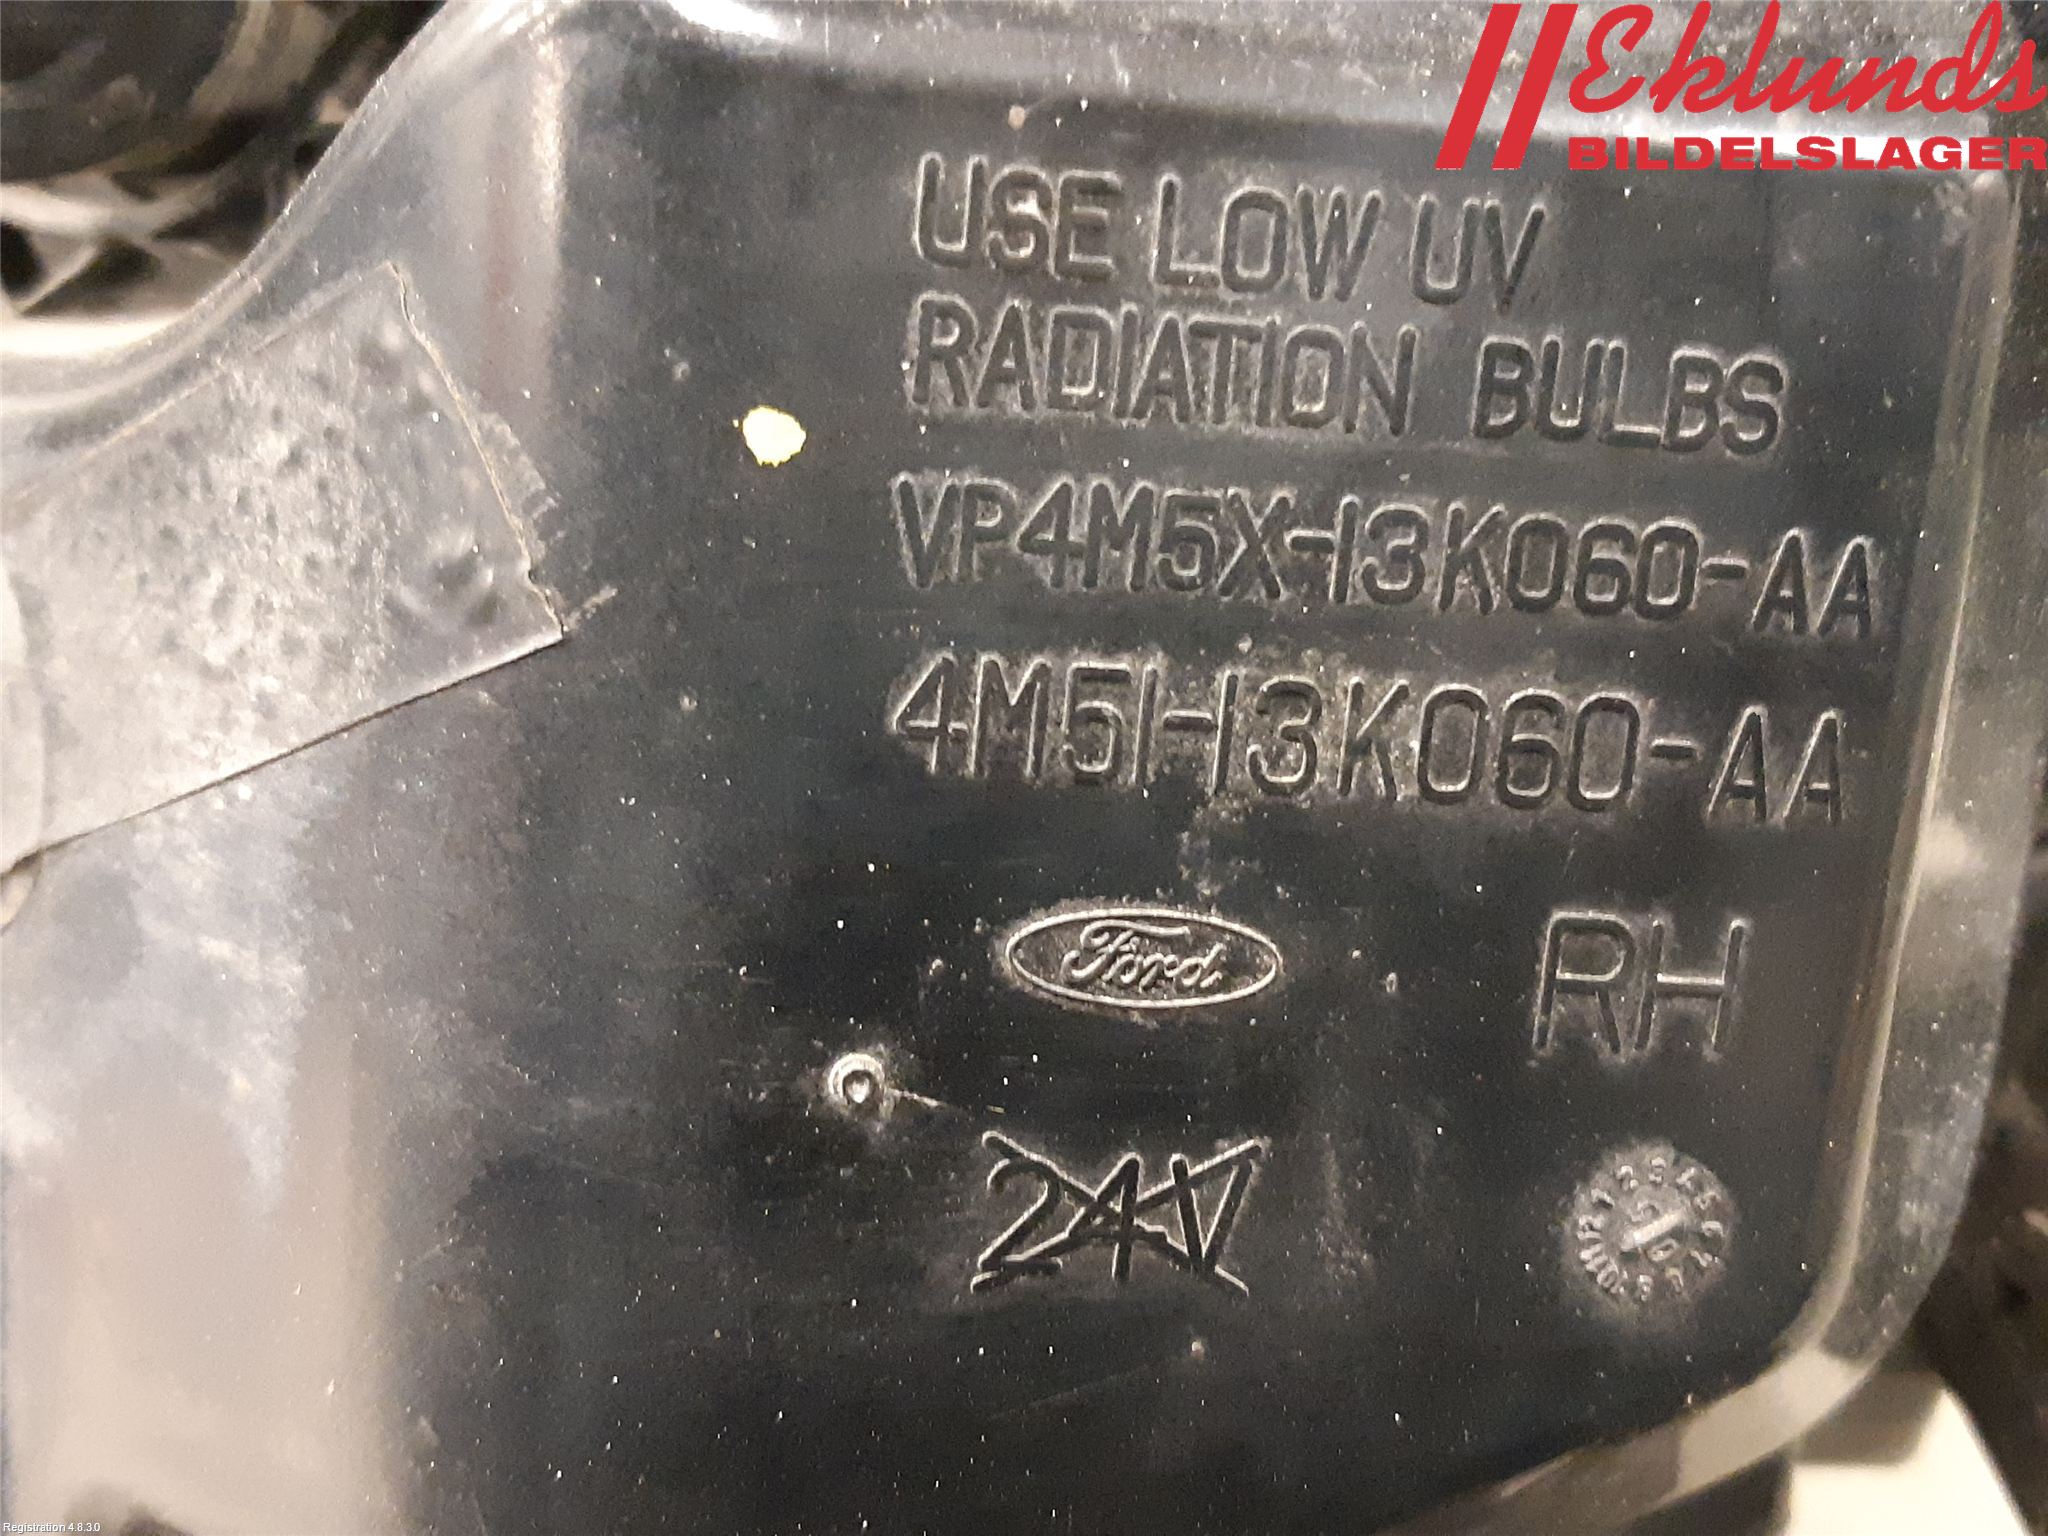 Eklunds
BILDELSLAGER
USE LOW UV
RADIATION BULBS
VP4M5X-13K060-AA
4M51-13K060-AA
Ford
RH
24V
Registration 4.8.3.0